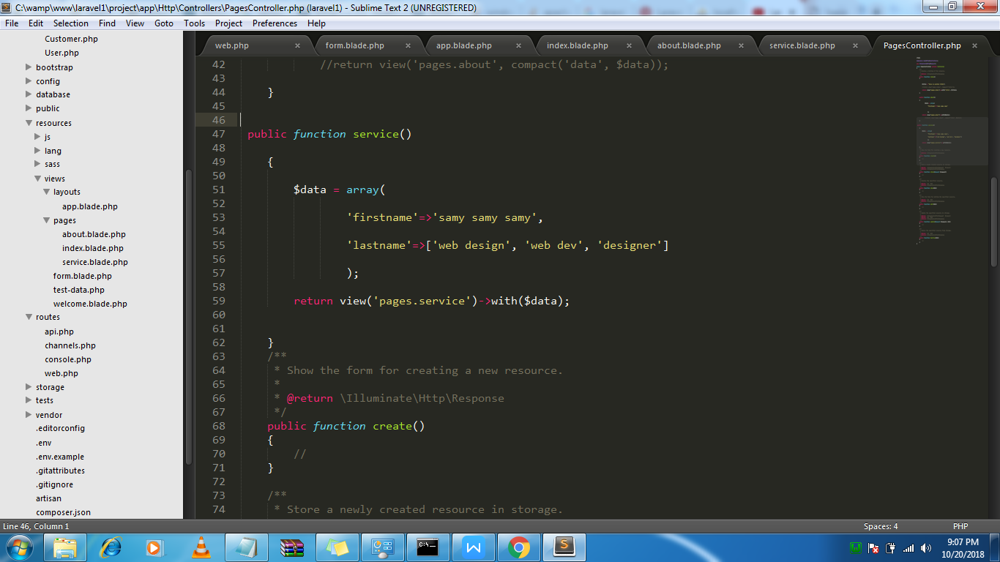 C:\wamp\www\laravel1\project\app\Http\Controllers\PagesController.php (laravel1) - Sublime Text 2 (UNREGISTERED)
File Edit Selection Find View Goto Tools Project Preferences Help
Customer.php
User.php
bootstrap
config
database
public
resources
js
lang
sass
views
layouts
app.blade.php
pages
about.blade.php
index.blade.php
service.blade.php
form.blade.php
test-data.php
welcome.blade.php
routes
api.php
channels.php
console.php
web.php
storage
tests
vendor
.editorconfig
.env
.env.example
.gitattributes
.gitignore
artisan
composer.json
web.php × form.blade.php × app.blade.php × index.blade.php × about.blade.php × service.blade.php × PagesController.php ×
42 //return view('pages.about', compact('data', $data));
43
44 }
45
46
47 public function service()
48
49 {
50
51 $data = array(
52
53 'firstname'=>'samy samy samy',
54
55 'lastname'=>['web design', 'web dev', 'designer']
56
57 );
58
59 return view('pages.service')->with($data);
60
61
62 }
63 /**
64 * Show the form for creating a new resource.
65 *
66 * @return \Illuminate\Http\Response
67 */
68 public function create()
69 {
70 //
71 }
72
73 /**
74 * Store a newly created resource in storage.
Line 46, Column 1 Spaces: 4 PHP
9:07 PM
10/20/2018